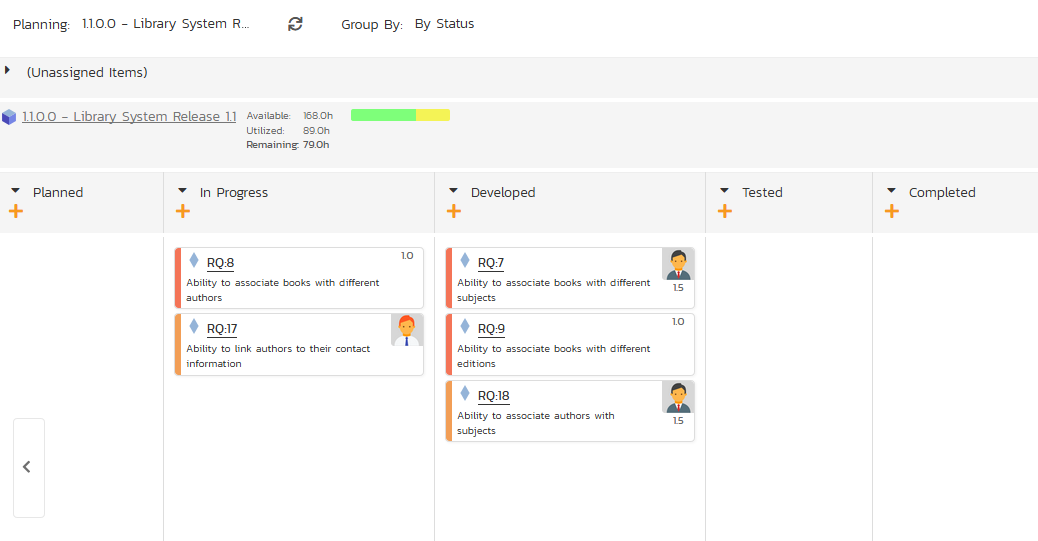 Planning: 1.1.0.0 - Library System R... Group By: By Status
(Unassigned Items)
1.1.0.0 - Library System Release 1.1 Available: 168.0h
Utilized: 89.0h
Remaining: 79.0h
Planned In Progress Developed Tested Completed
RQ:8 1.0
Ability to associate books with different
authors
RQ:17
Ability to link authors to their contact
information
RQ:7
Ability to associate books with different
subjects
1.5
RQ:9 1.0
Ability to associate books with different
editions
RQ:18
Ability to associate authors with
subjects
1.5